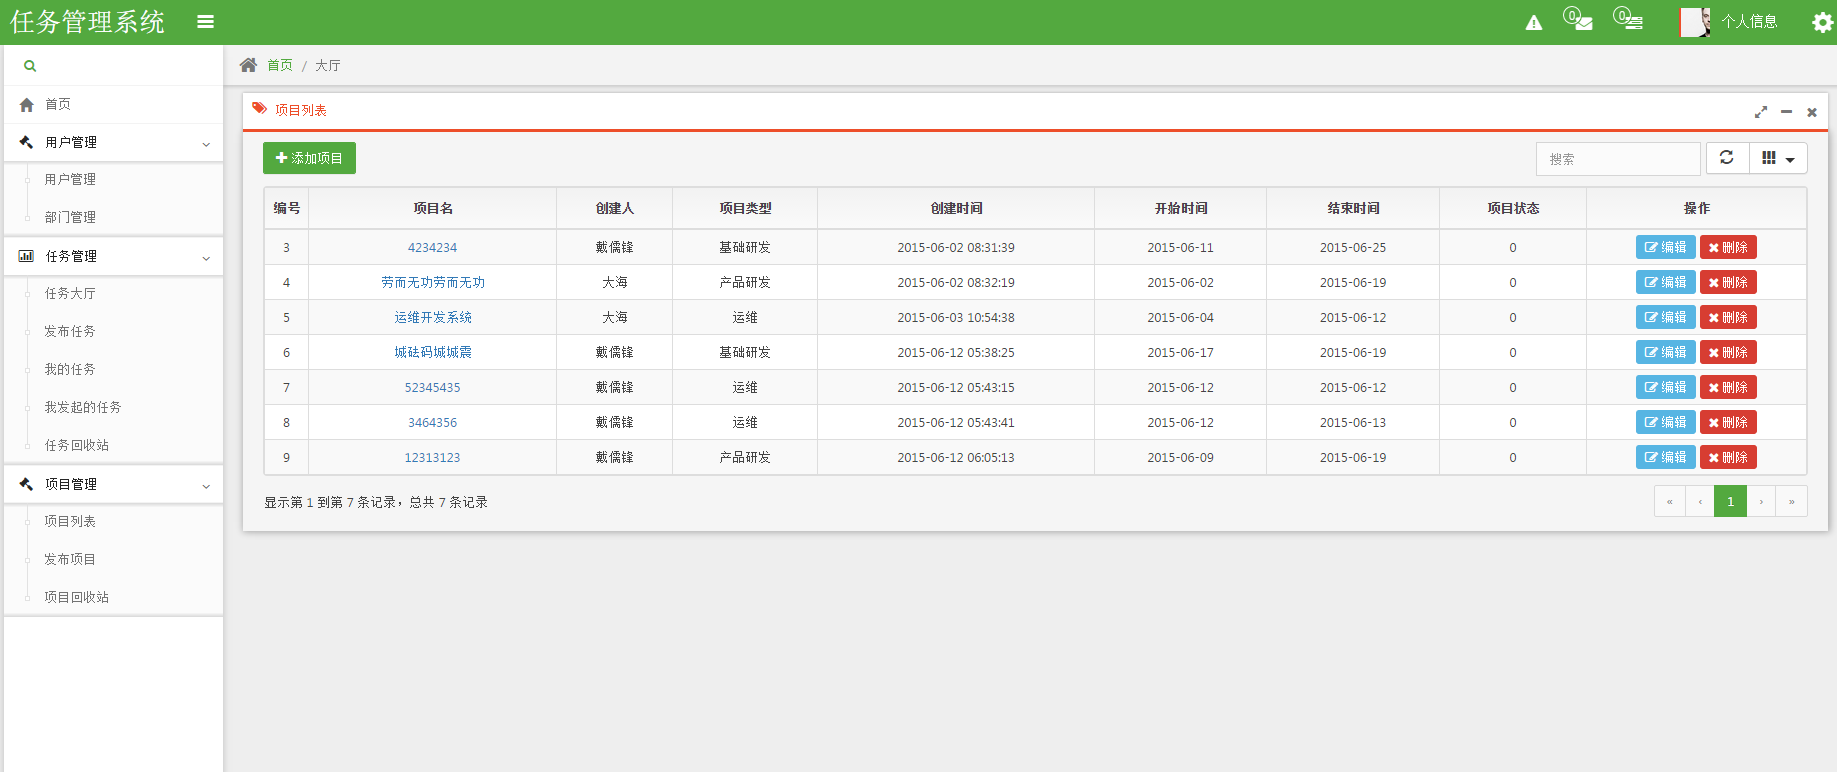 任务管理系统
0
0
个人信息
首页 / 大厅
首页
用户管理
用户管理
部门管理
任务管理
任务大厅
发布任务
我的任务
我发起的任务
任务回收站
项目管理
项目列表
发布项目
项目回收站
项目列表
添加项目
搜索
编号 项目名 创建人 项目类型 创建时间 开始时间 结束时间 项目状态 操作
3 4234234 戴儒锋 基础研发 2015-06-02 08:31:39 2015-06-11 2015-06-25 0 编辑 删除
4 劳而无功劳而无功 大海 产品研发 2015-06-02 08:32:19 2015-06-02 2015-06-19 0 编辑 删除
5 运维开发系统 大海 运维 2015-06-03 10:54:38 2015-06-04 2015-06-12 0 编辑 删除
6 城砝码城城震 戴儒锋 基础研发 2015-06-12 05:38:25 2015-06-17 2015-06-19 0 编辑 删除
7 52345435 戴儒锋 运维 2015-06-12 05:43:15 2015-06-12 2015-06-12 0 编辑 删除
8 3464356 戴儒锋 运维 2015-06-12 05:43:41 2015-06-12 2015-06-13 0 编辑 删除
9 12313123 戴儒锋 产品研发 2015-06-12 06:05:13 2015-06-09 2015-06-19 0 编辑 删除
显示第 1 到第 7 条记录，总共 7 条记录
« ‹ 1 › »